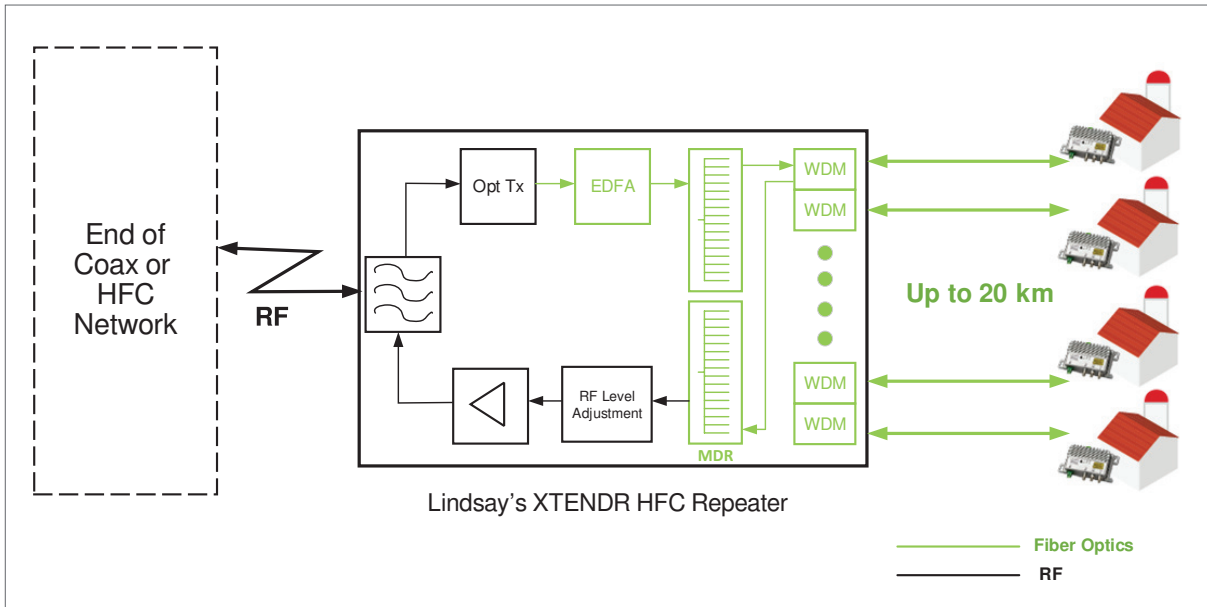 End of
Coax or
HFC
Network
RF
Opt Tx
EDFA
WDM
WDM
Up to 20 km
RF Level
Adjustment
WDM
WDM
MDR
Lindsay's XTENDR HFC Repeater
Fiber Optics
RF